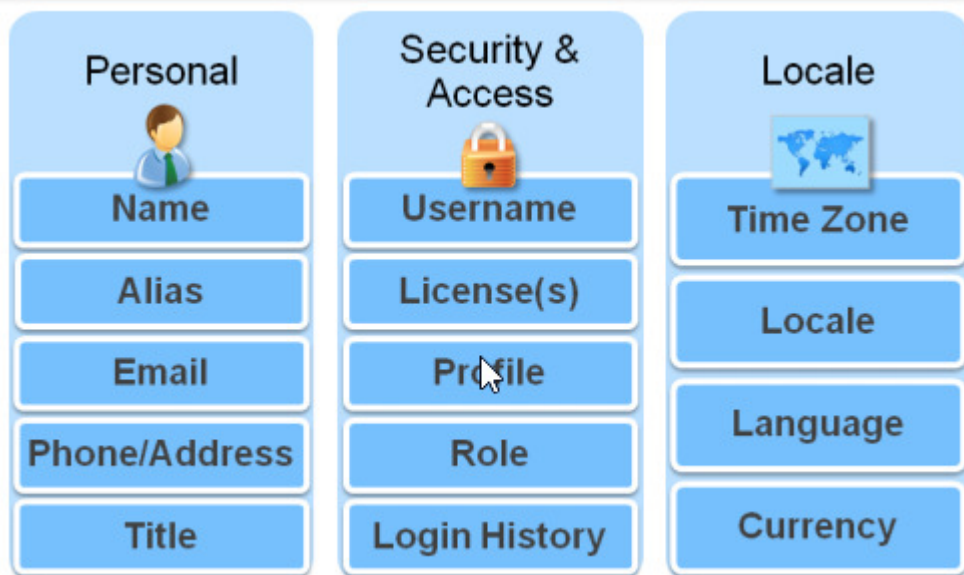 Personal
Name
Alias
Email
Phone/Address
Title
Security &
Access
Username
License(s)
Profile
Role
Login History
Locale
Time Zone
Locale
Language
Currency